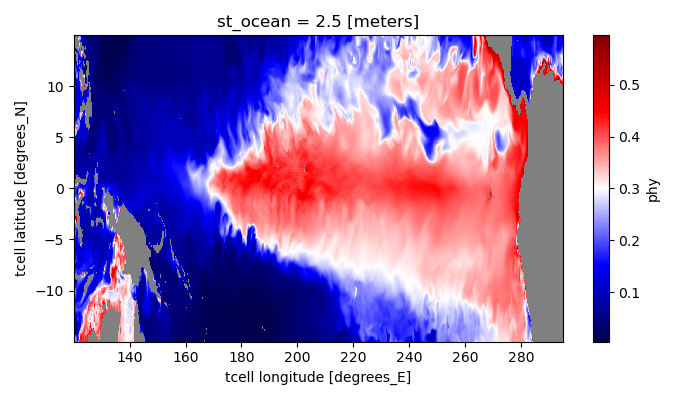 st_ocean = 2.5 [meters]
10
5
0
−5
−10
tcell latitude [degrees_N]
140 160 180 200 220 240 260 280
tcell longitude [degrees_E]
0.5
0.4
0.3
0.2
0.1
phy